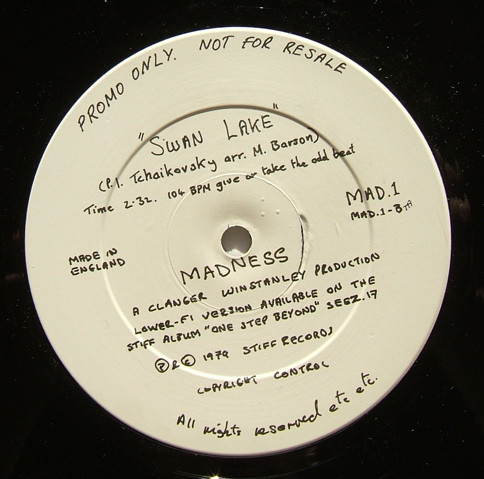 PROMO ONLY. NOT FOR RESALE
"SWAN LAKE"
(P.I. Tchaikovsky arr. M. Barson)
Time 2.32. 104 BPM give or take the odd beat
MAD.1
MAD.1-B
MADE IN
ENGLAND
MADNESS
A CLANGER WINSTANLEY PRODUCTION
LOWER-FI VERSION AVAILABLE ON THE
STIFF ALBUM "ONE STEP BEYOND" SEEZ.17
Ⓟ & © 1979 STIFF RECORDS
COPYRIGHT CONTROL
All rights reserved etc etc.